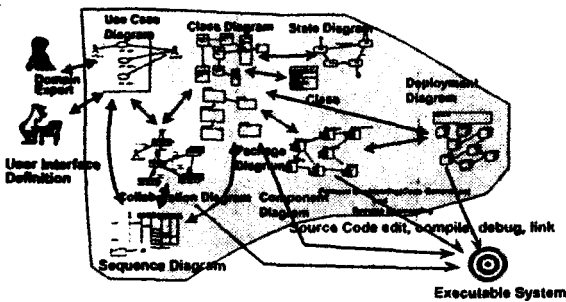 Use Case
Diagram
Class Diagram
State Diagram
Domain
Expert
Deployment
Diagram
Class
User Interface
Definition
Package
Diagrams
Collaboration Diagram
Component
Diagram
Source Code edit, compile, debug, link
Sequence Diagram
Executable System